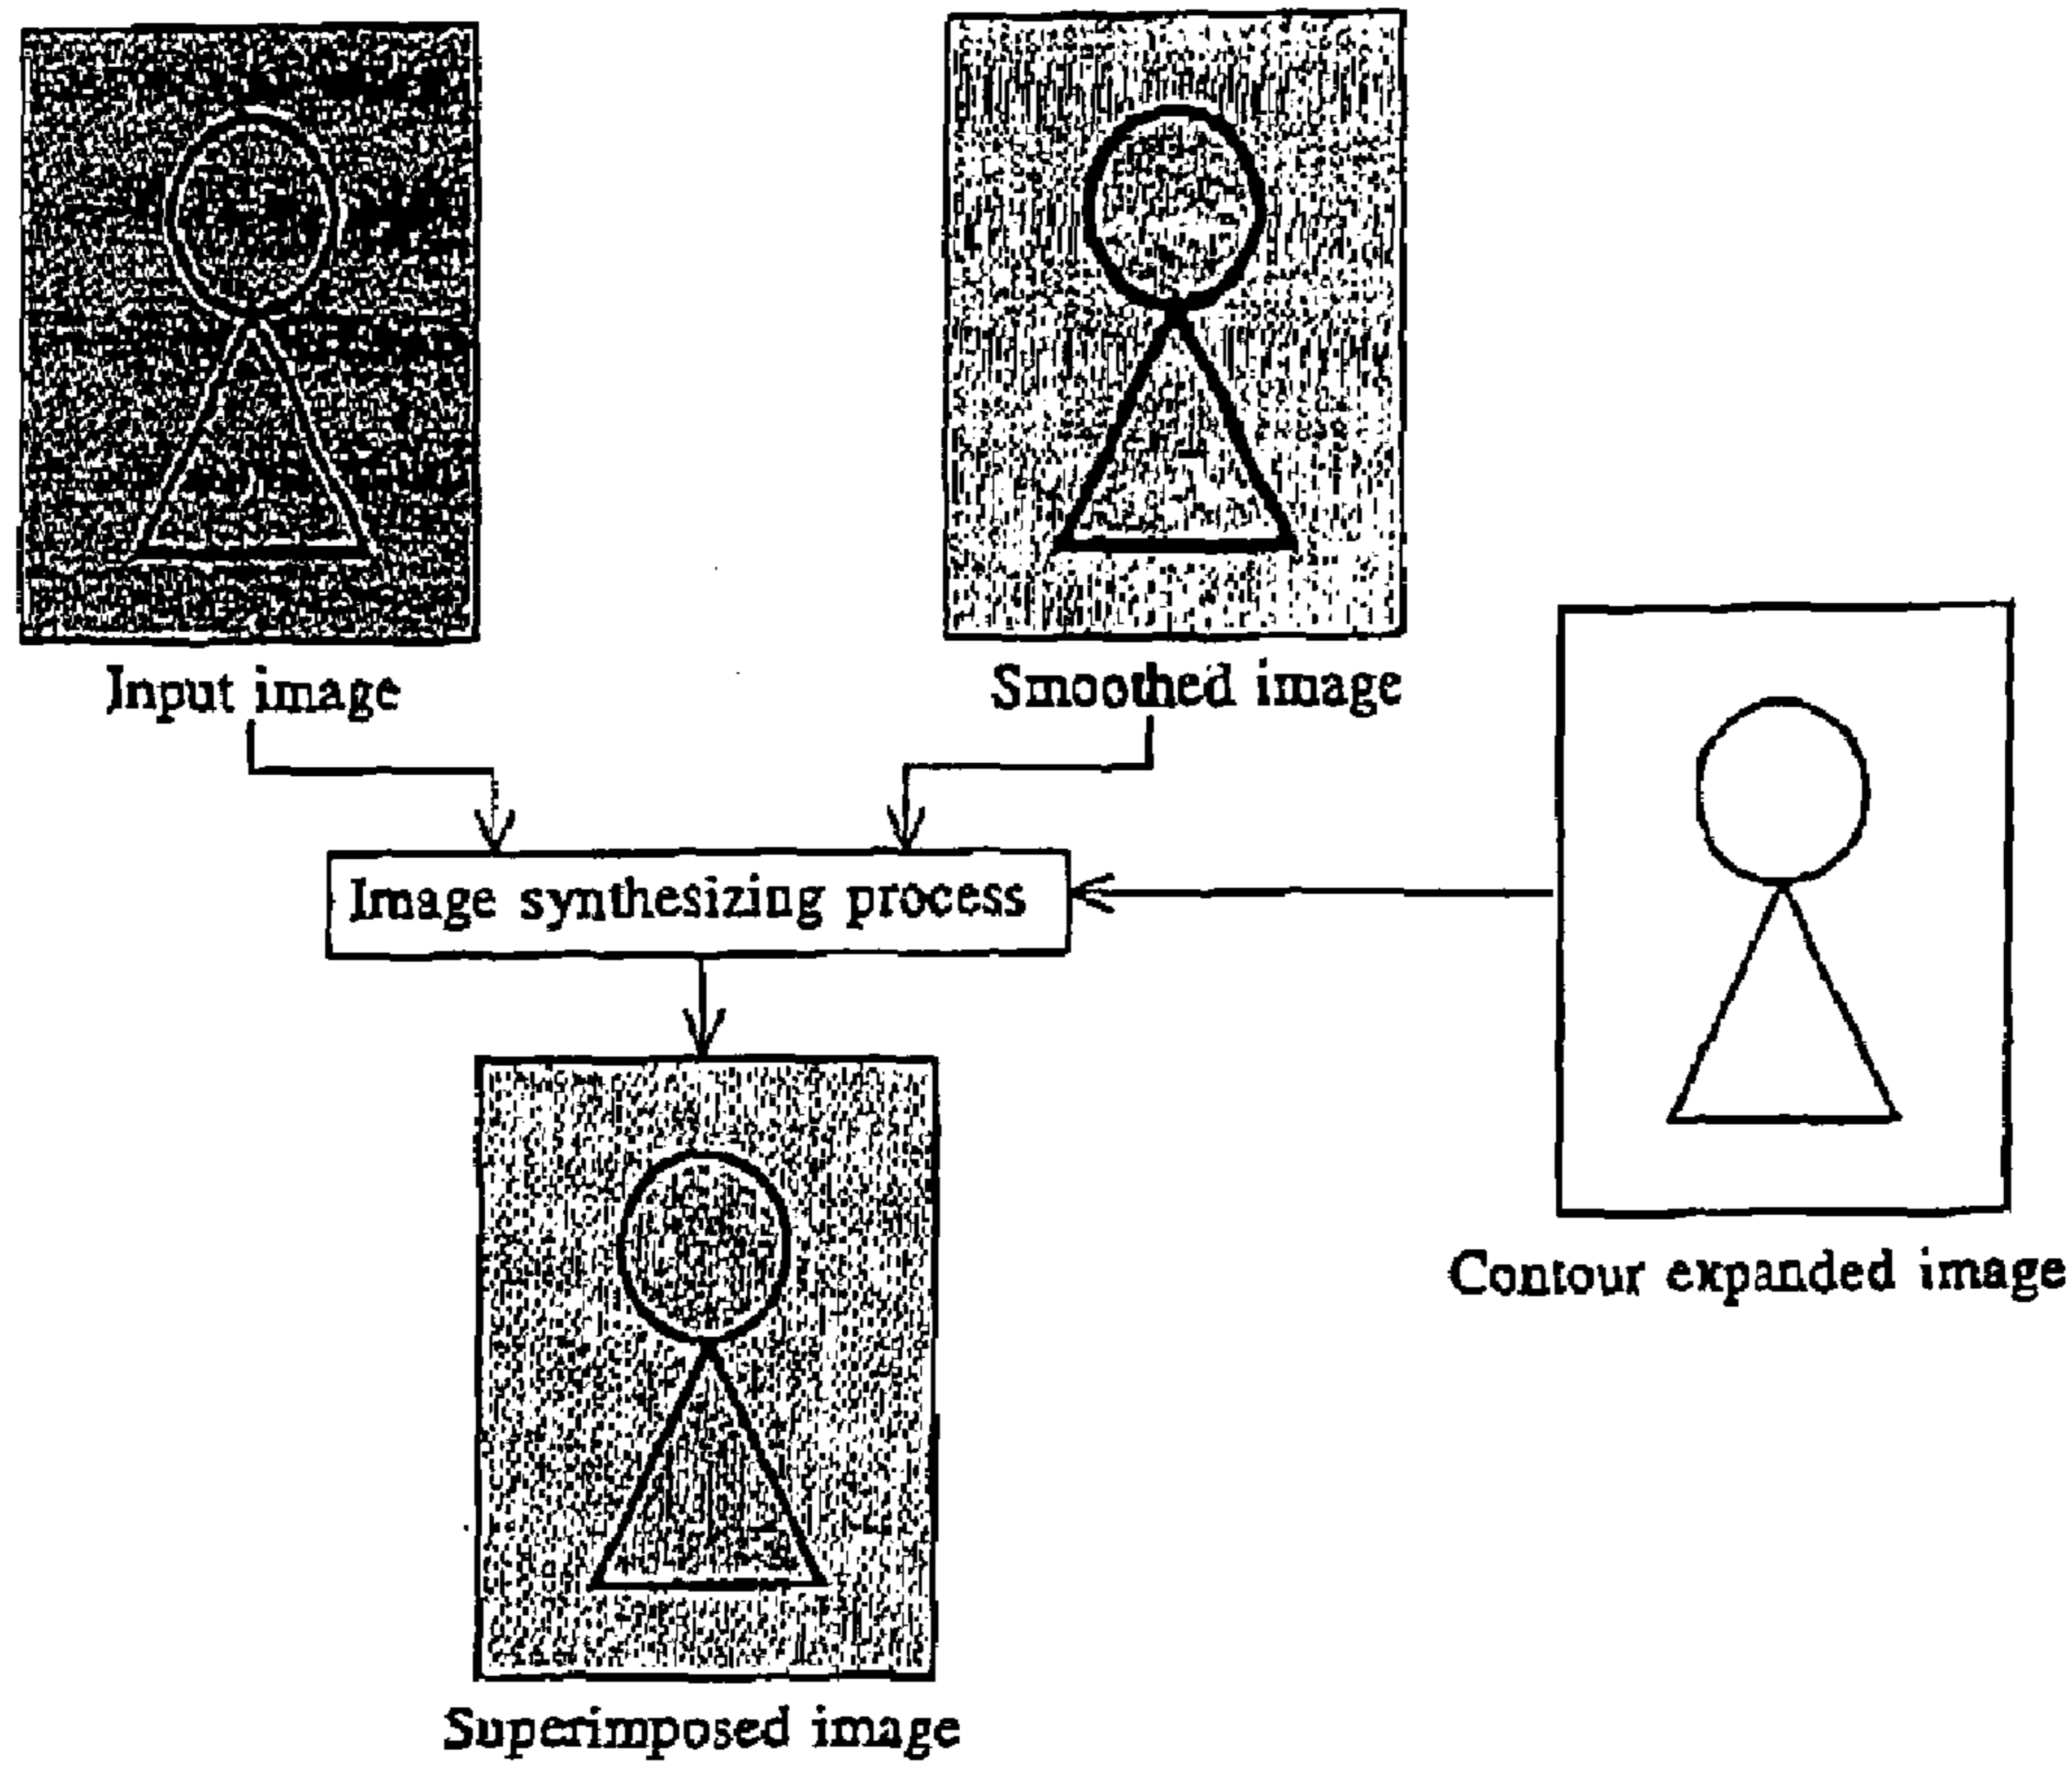 Input image
Smoothed image
Image synthesizing process
Contour expanded image
Superimposed image